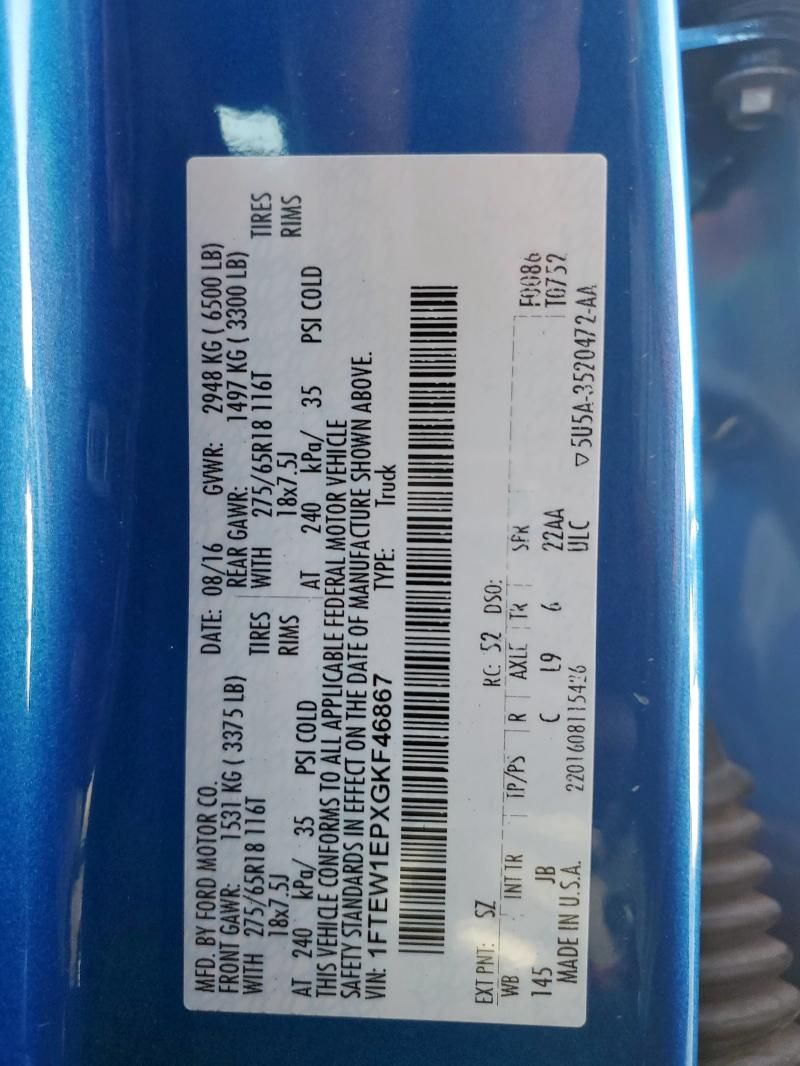 MFD. BY FORD MOTOR CO.
DATE: 08/16 GVWR: 2948 KG ( 6500 LB)
FRONT GAWR: 1531 KG ( 3375 LB) REAR GAWR: 1497 KG ( 3300 LB)
WITH 275/65R18 116T TIRES WITH 275/65R18 116T TIRES
18x7.5J RIMS 18x7.5J RIMS
AT 240 kPa/ 35 PSI COLD AT 240 kPa/ 35 PSI COLD
THIS VEHICLE CONFORMS TO ALL APPLICABLE FEDERAL MOTOR VEHICLE
SAFETY STANDARDS IN EFFECT ON THE DATE OF MANUFACTURE SHOWN ABOVE.
VIN: 1FTEW1EPXGKF46867 TYPE: Truck
EXT PNT: SZ RC: 52 DSO:
WB INT TR TP/PS R AXLE TR SPR F0086
145 JB C L9 6 22AA T0752
MADE IN U.S.A. 2201608115426 ULC ▽5U5A-3520472-AA